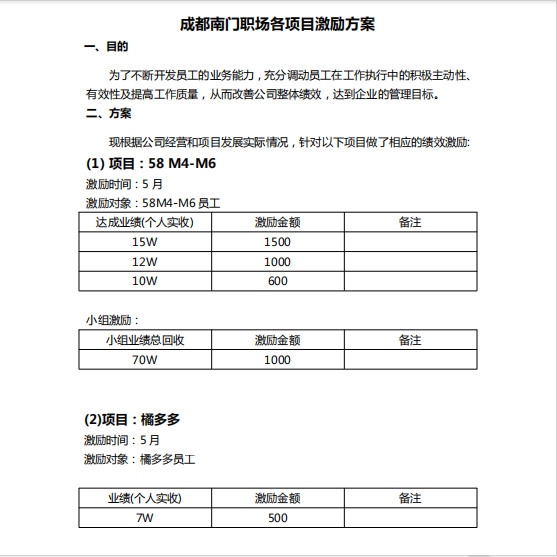 成都南门职场各项目激励方案
一、目的
为了不断开发员工的业务能力，充分调动员工在工作执行中的积极主动性、
有效性及提高工作质量，从而改善公司整体绩效，达到企业的管理目标。
二、方案
现根据公司经营和项目发展实际情况，针对以下项目做了相应的绩效激励:
(1) 项目：58 M4-M6
激励时间：5 月
激励对象：58M4-M6 员工
达成业绩(个人实收) 激励金额 备注
15W 1500
12W 1000
10W 600
小组激励：
小组业绩总回收 激励金额 备注
70W 1000
(2)项目：橘多多
激励时间：5 月
激励对象：橘多多员工
业绩(个人实收) 激励金额 备注
7W 500